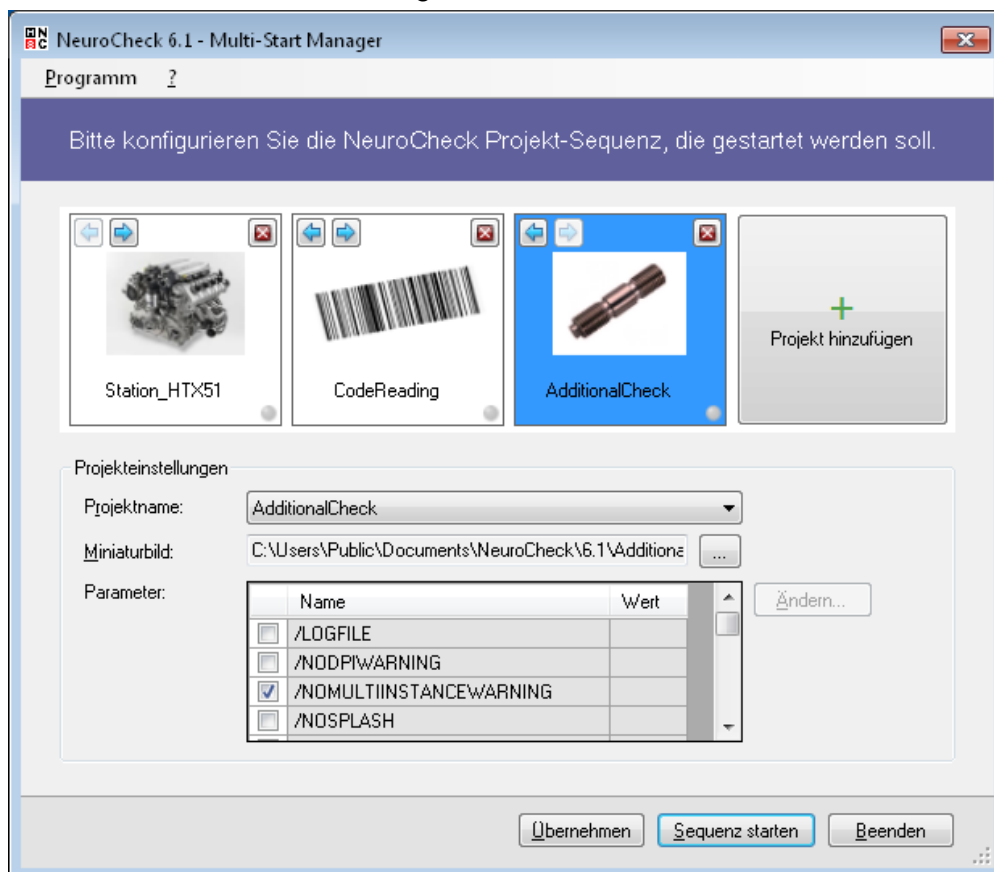 NeuroCheck 6.1 - Multi-Start Manager
Programm ?
Bitte konfigurieren Sie die NeuroCheck Projekt-Sequenz, die gestartet werden soll.
Station_HTX51
CodeReading
AdditionalCheck
+
Projekt hinzufügen
Projekteinstellungen
Projektname: AdditionalCheck
Miniaturbild: C:\Users\Public\Documents\NeuroCheck\6.1\Additiona ...
Parameter: Name Wert Ändern...
/LOGFILE
/NODPIWARNING
/NOMULTIINSTANCEWARNING
/NOSPLASH
Übernehmen Sequenz starten Beenden